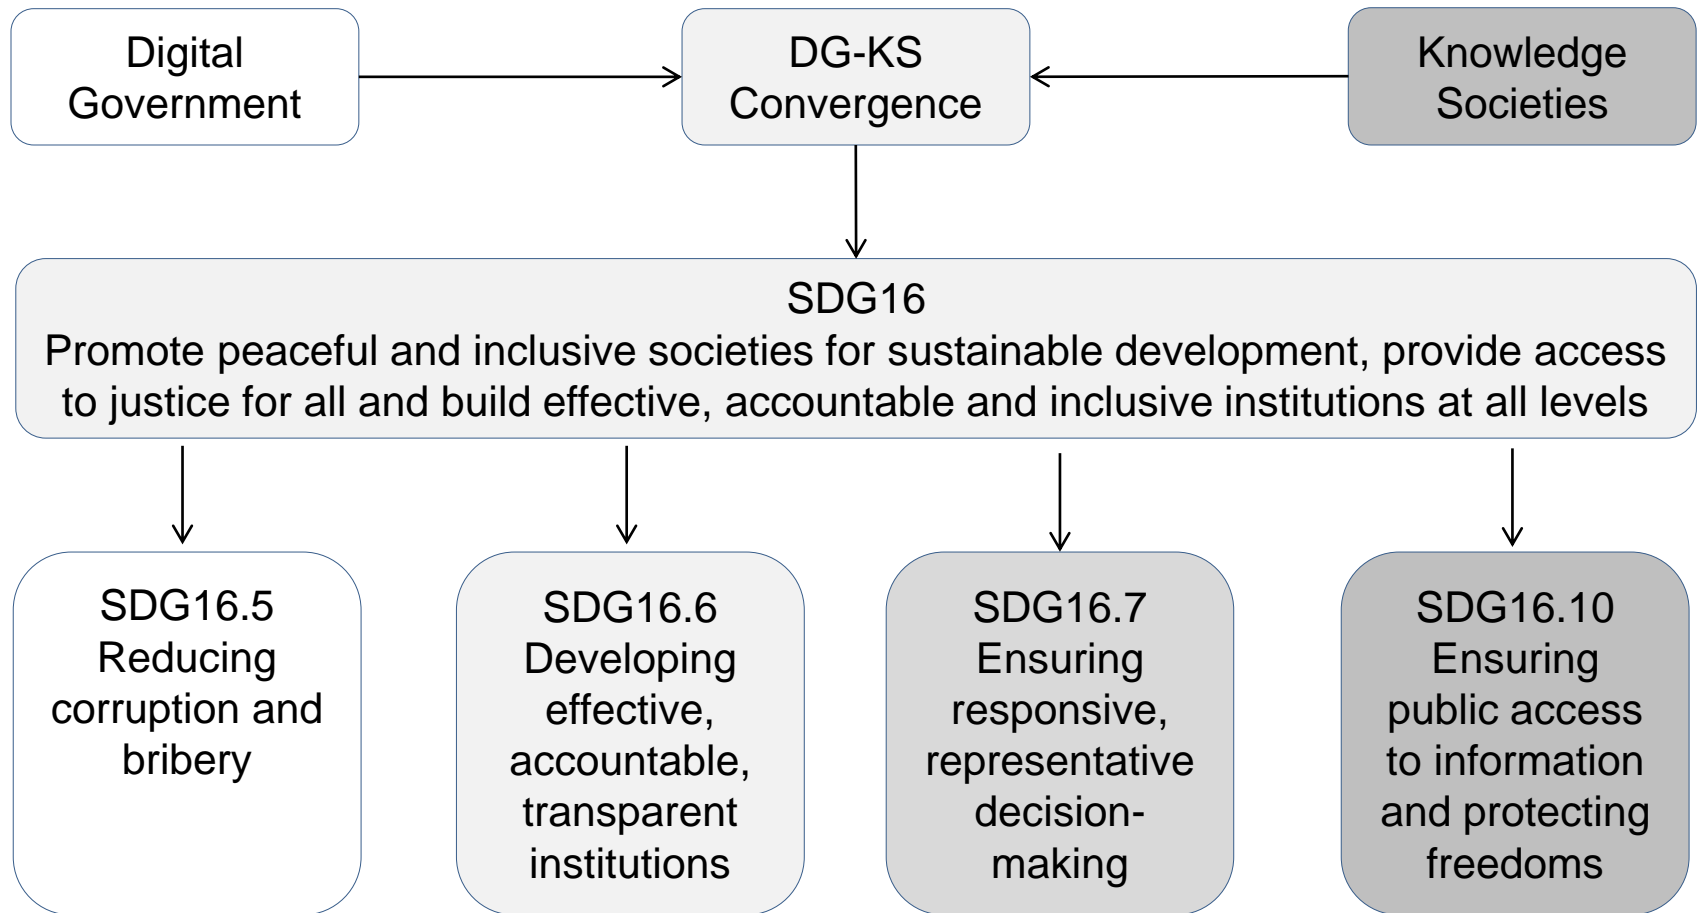 Digital
Government
DG-KS
Convergence
Knowledge
Societies
SDG16
Promote peaceful and inclusive societies for sustainable development, provide access
to justice for all and build effective, accountable and inclusive institutions at all levels
SDG16.5
Reducing
corruption and
bribery
SDG16.6
Developing
effective,
accountable,
transparent
institutions
SDG16.7
Ensuring
responsive,
representative
decision-
making
SDG16.10
Ensuring
public access
to information
and protecting
freedoms